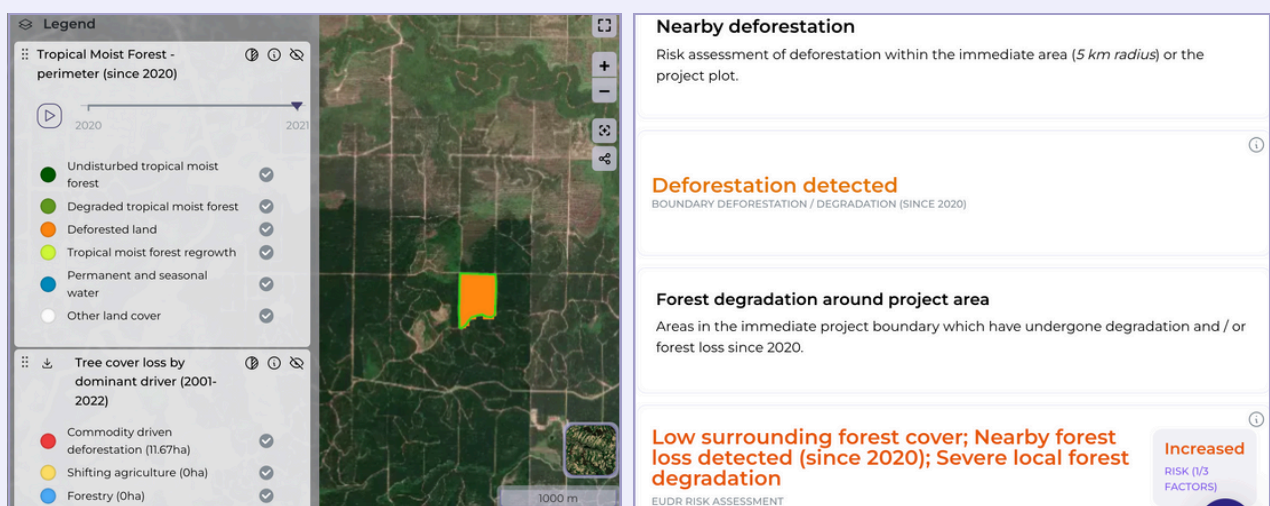 Legend
Tropical Moist Forest -
perimeter (since 2020)
2020
2021
Undisturbed tropical moist
forest
Degraded tropical moist forest
Deforested land
Tropical moist forest regrowth
Permanent and seasonal
water
Other land cover
Tree cover loss by
dominant driver (2001-
2022)
Commodity driven
deforestation (11.67ha)
Shifting agriculture (0ha)
Forestry (0ha)
+
−
1000 m
Nearby deforestation
Risk assessment of deforestation within the immediate area (5 km radius) or the
project plot.
Deforestation detected
BOUNDARY DEFORESTATION / DEGRADATION (SINCE 2020)
Forest degradation around project area
Areas in the immediate project boundary which have undergone degradation and / or
forest loss since 2020.
Low surrounding forest cover; Nearby forest
loss detected (since 2020); Severe local forest
degradation
EUDR RISK ASSESSMENT
Increased
RISK (1/3
FACTORS)